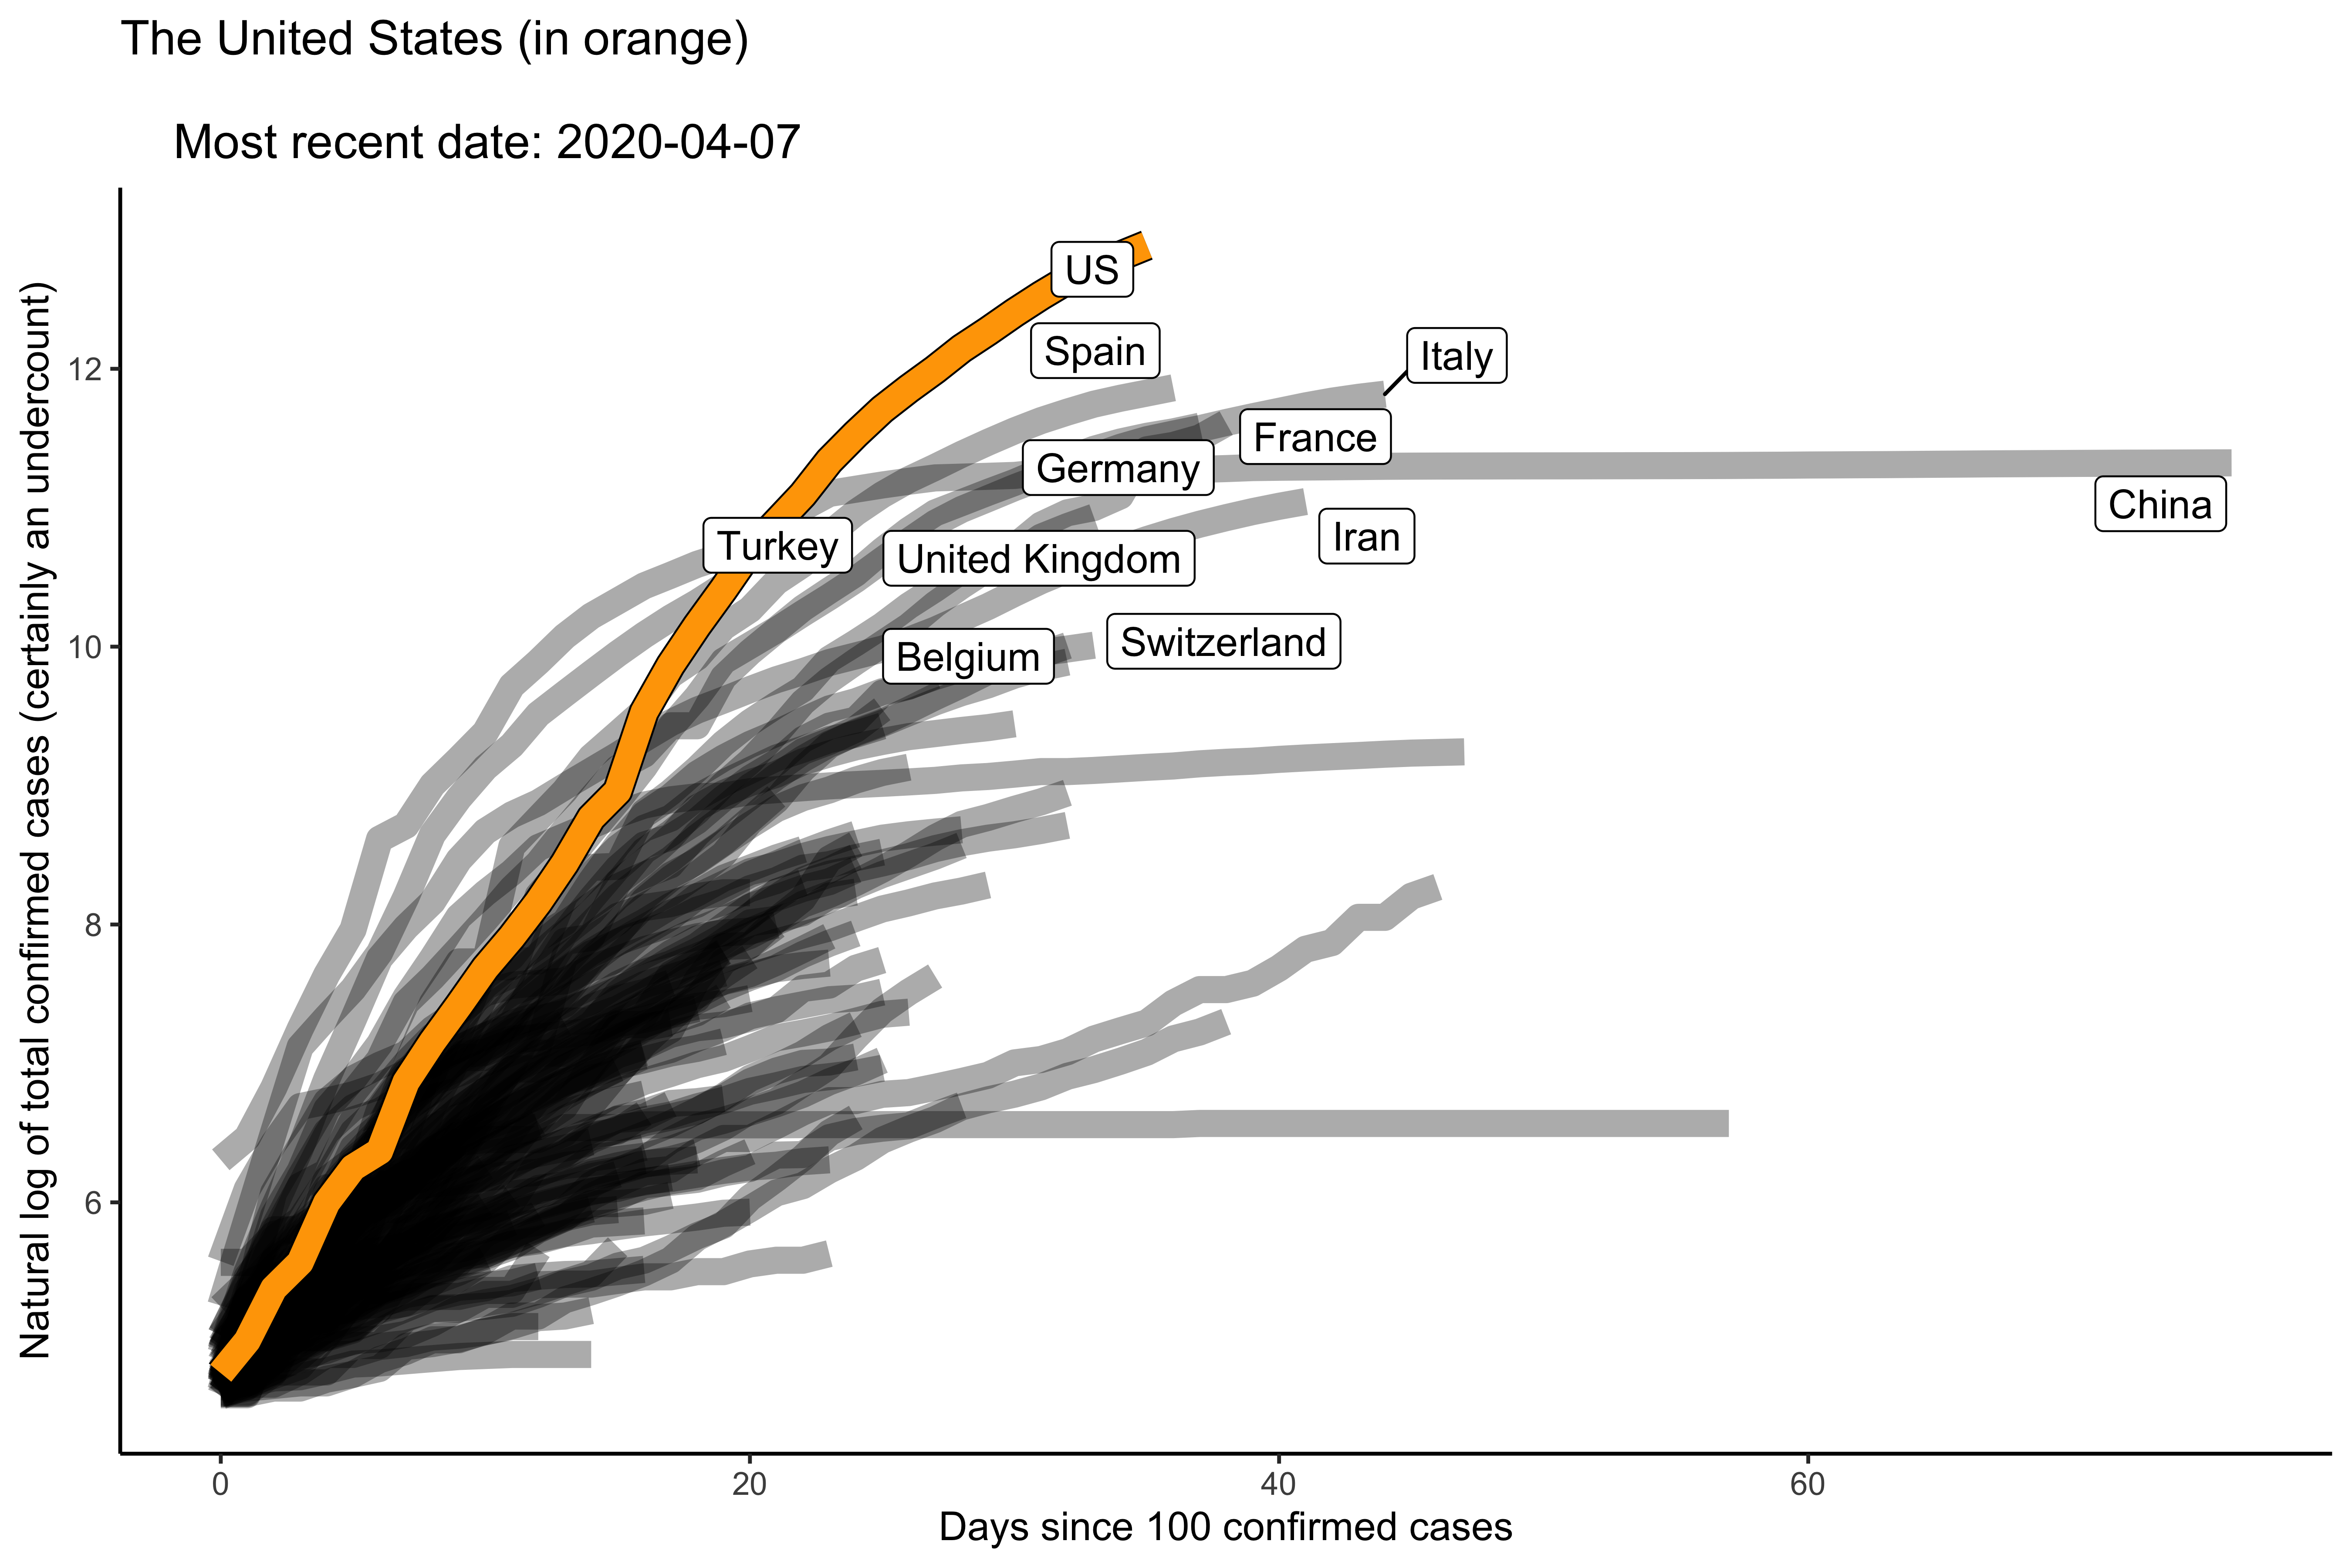 The United States (in orange)
Most recent date: 2020-04-07
Natural log of total confirmed cases (certainly an undercount)
12
10
8
6
US
Spain
Italy
France
Germany
China
Turkey
Iran
United Kingdom
Switzerland
Belgium
0
20
40
60
Days since 100 confirmed cases